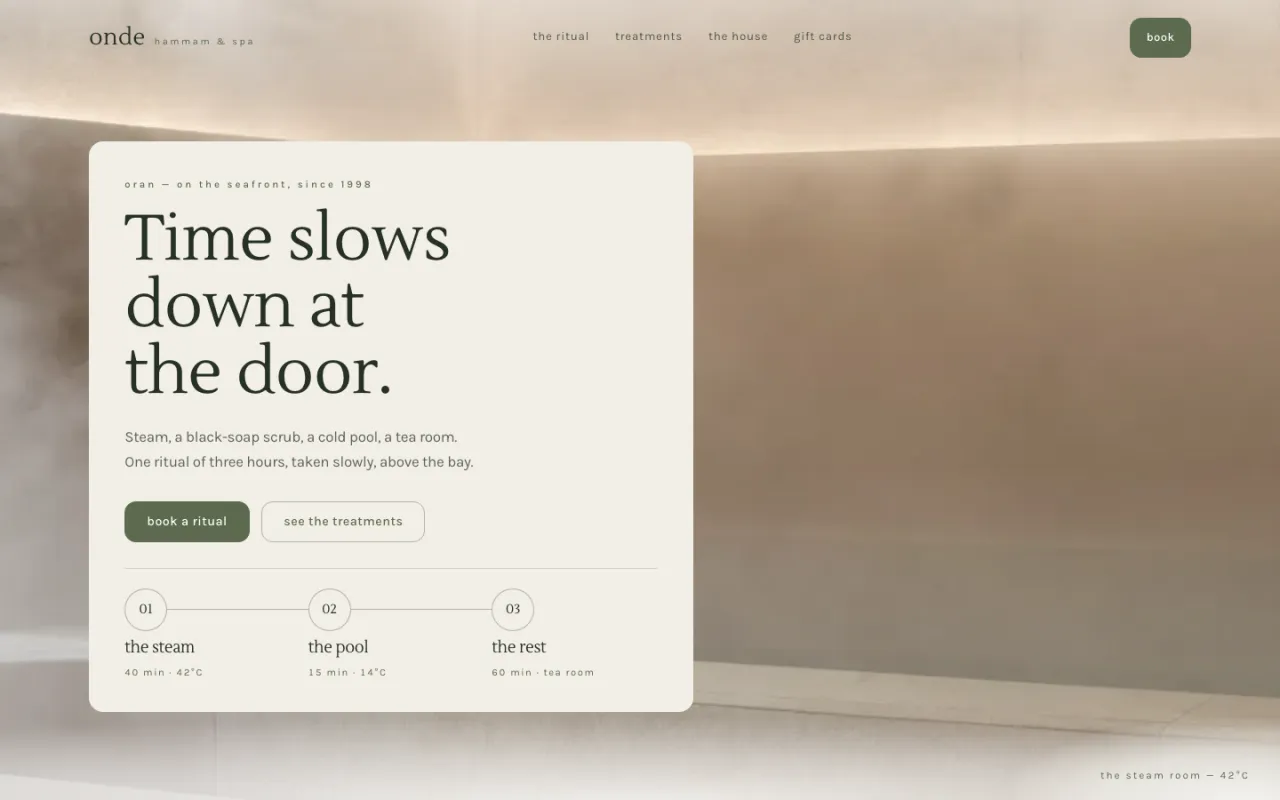 onde hammam & spa
the ritual treatments the house gift cards
book
oran — on the seafront, since 1998
Time slows
down at
the door.
Steam, a black-soap scrub, a cold pool, a tea room.
One ritual of three hours, taken slowly, above the bay.
book a ritual see the treatments
01 02 03
the steam the pool the rest
40 min · 42°C 15 min · 14°C 60 min · tea room
the steam room — 42°C